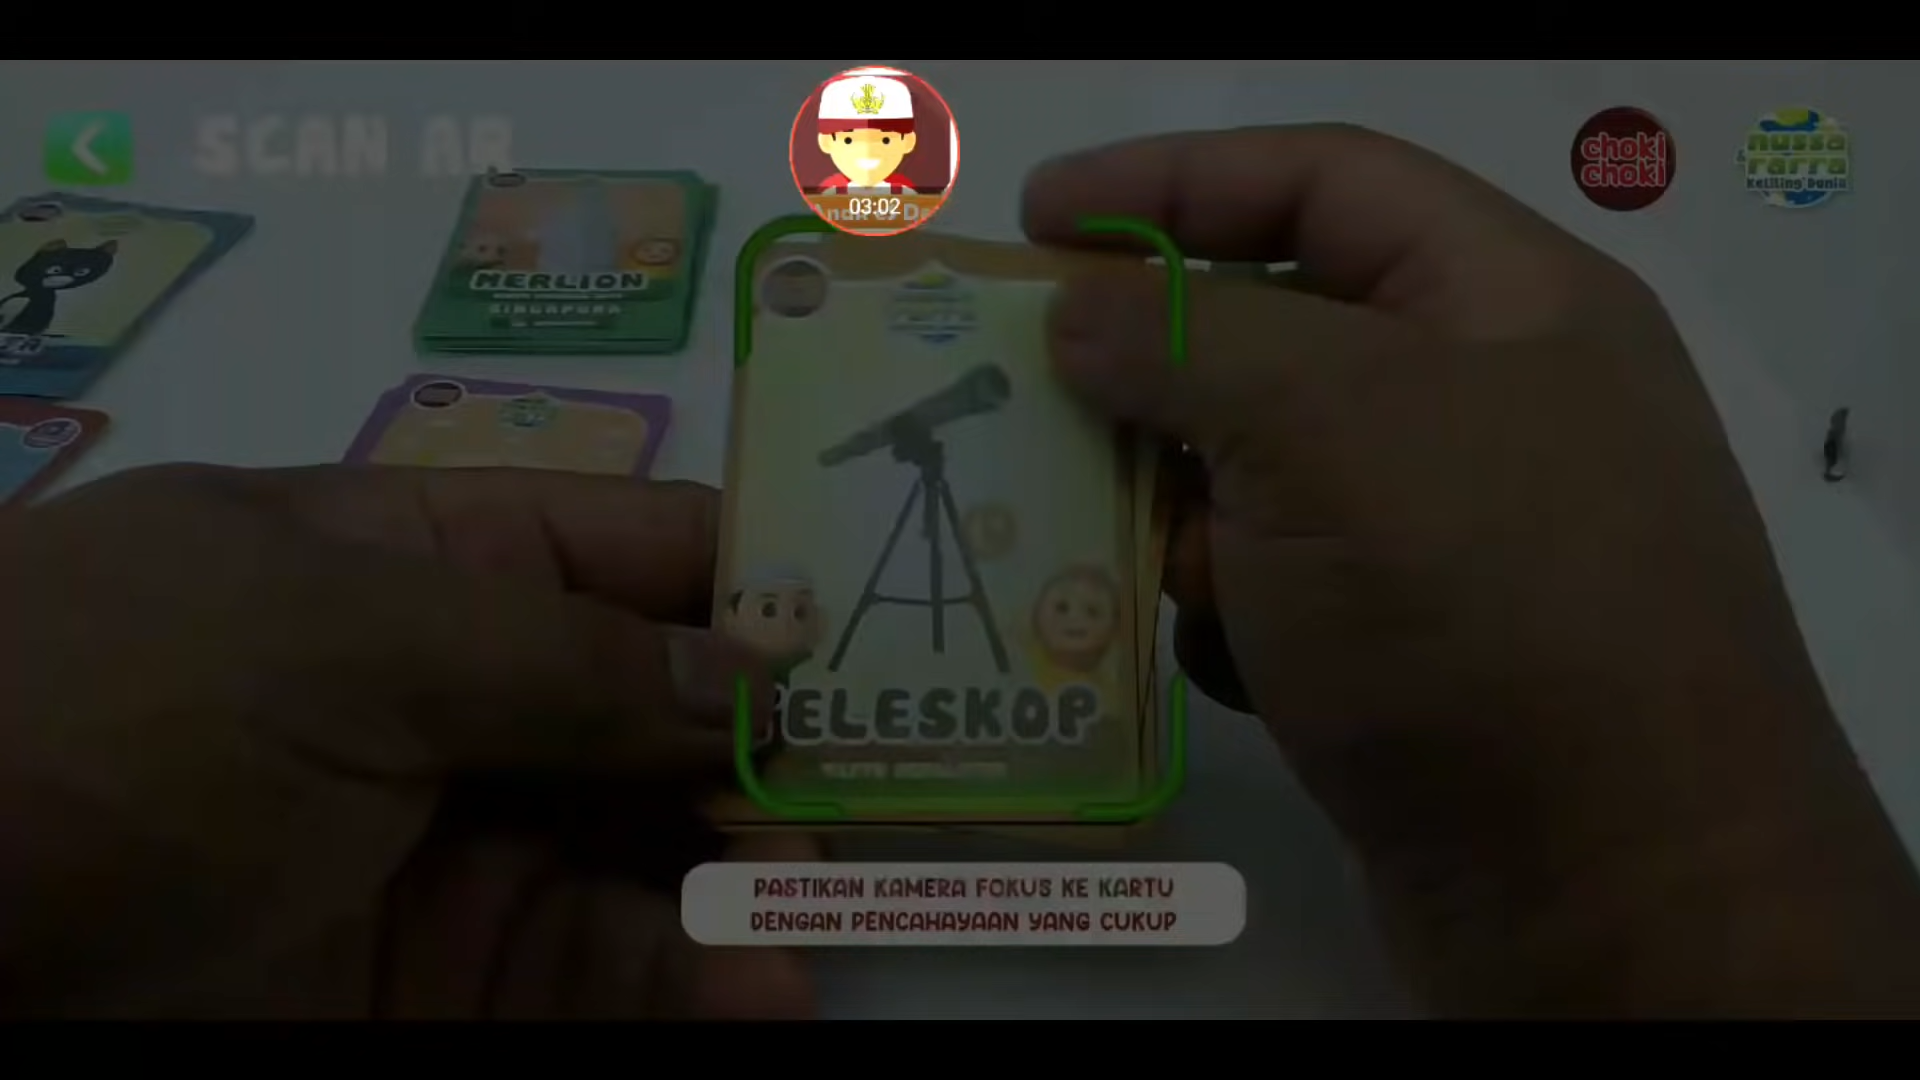 SCAN AR
03:02
choki
choki
nussa
rarra
Keliling Dunia
MERLION
SINGAPURA
TELESKOP
PASTIKAN KAMERA FOKUS KE KARTU
DENGAN PENCAHAYAAN YANG CUKUP